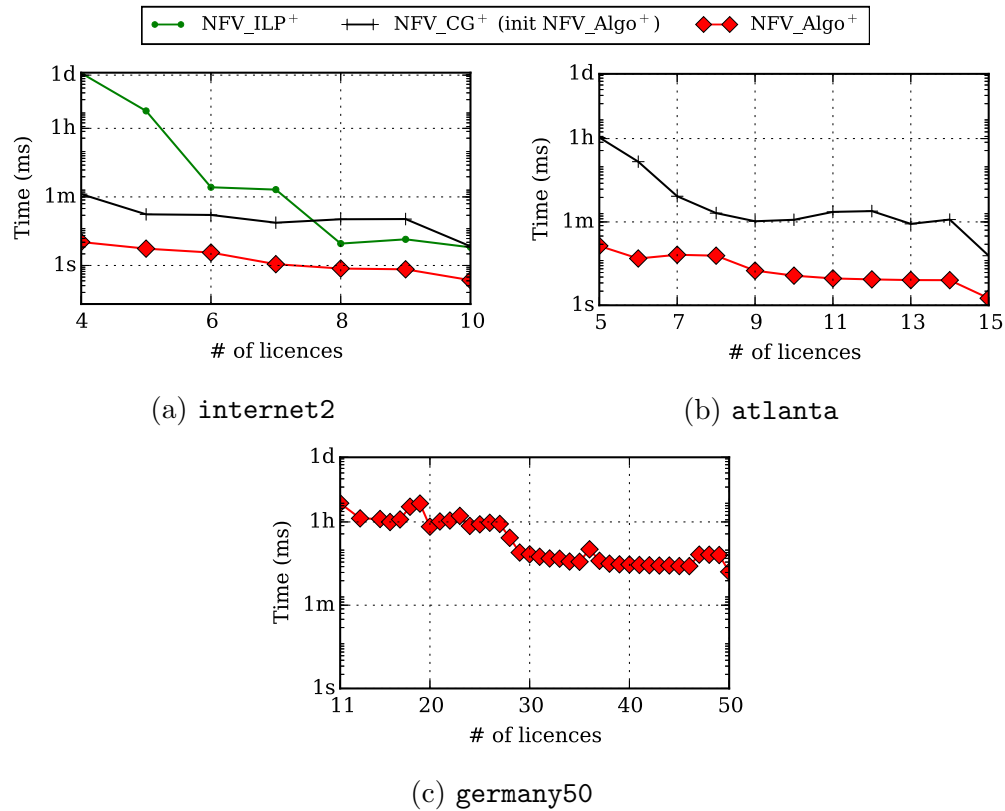 NFV_ILP+ NFV_CG+ (init NFV_Algo+) NFV_Algo+
1d
1h
1m
1s
Time (ms)
4 6 8 10
# of licences
(a) internet2
1d
1h
1m
1s
Time (ms)
5 7 9 11 13 15
# of licences
(b) atlanta
1d
1h
1m
1s
Time (ms)
11 20 30 40 50
# of licences
(c) germany50